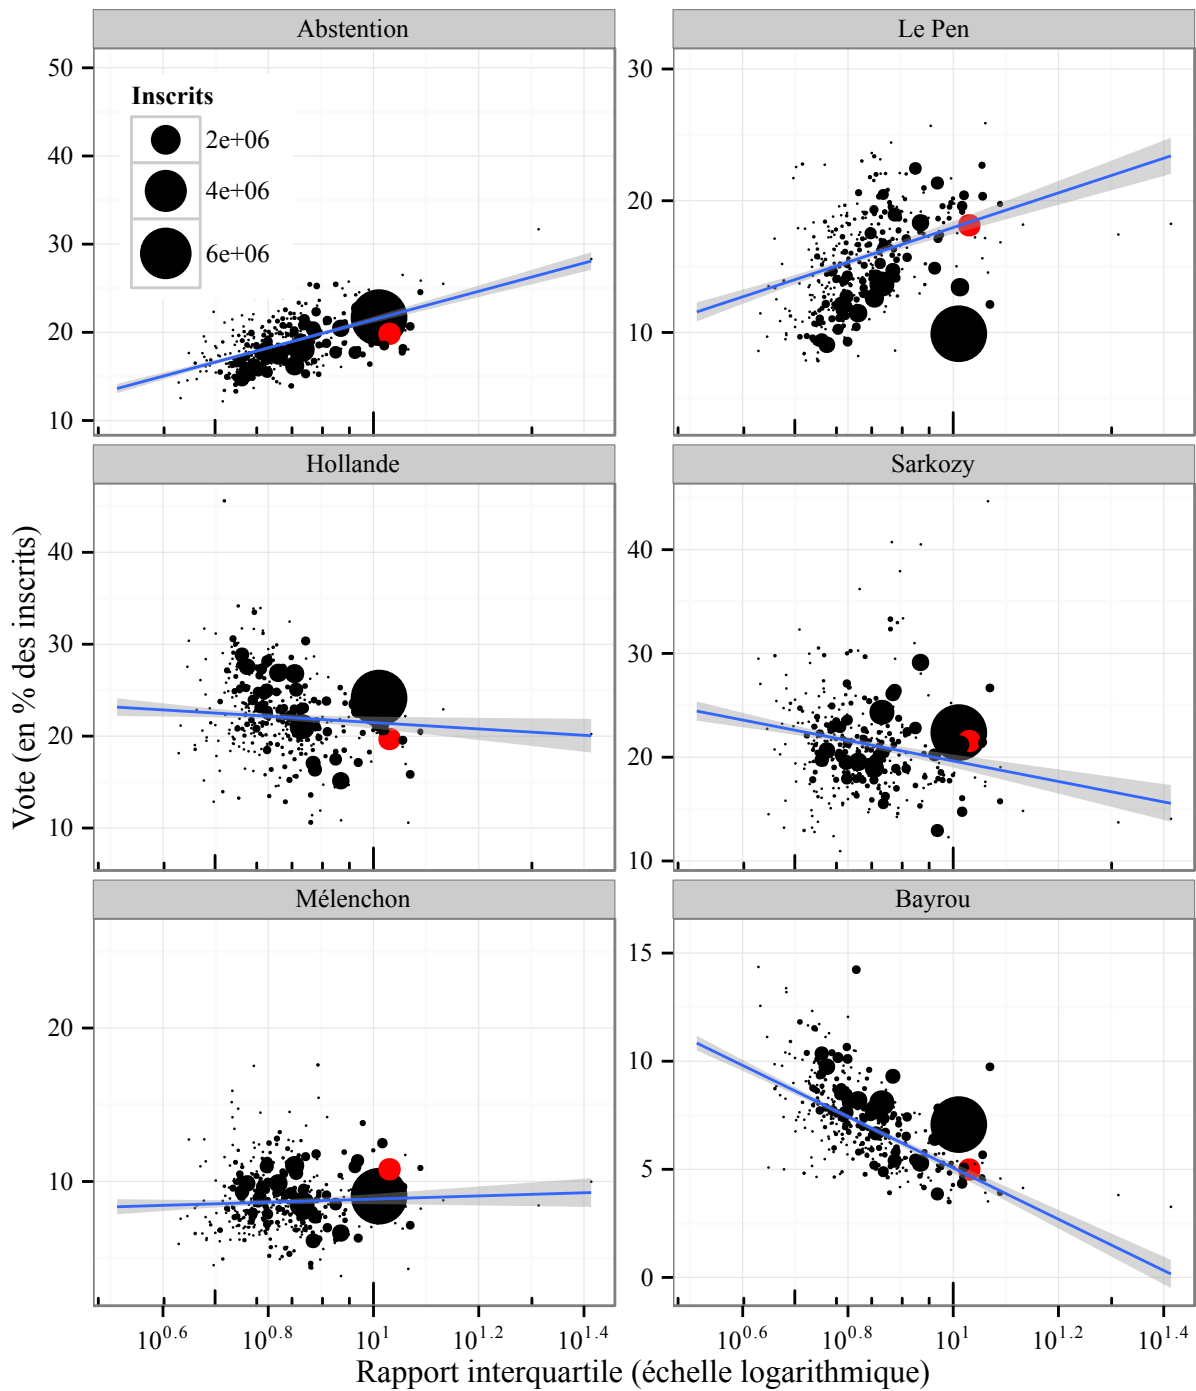 Abstention
Le Pen
50
40
30
20
10
Inscrits
2e+06
4e+06
6e+06
30
20
10
Hollande
Sarkozy
40
30
20
10
40
30
20
10
Mélenchon
Bayrou
20
10
15
10
5
0
10^0.6 10^0.8 10^1 10^1.2 10^1.4
10^0.6 10^0.8 10^1 10^1.2 10^1.4
Vote (en % des inscrits)
Rapport interquartile (échelle logarithmique)